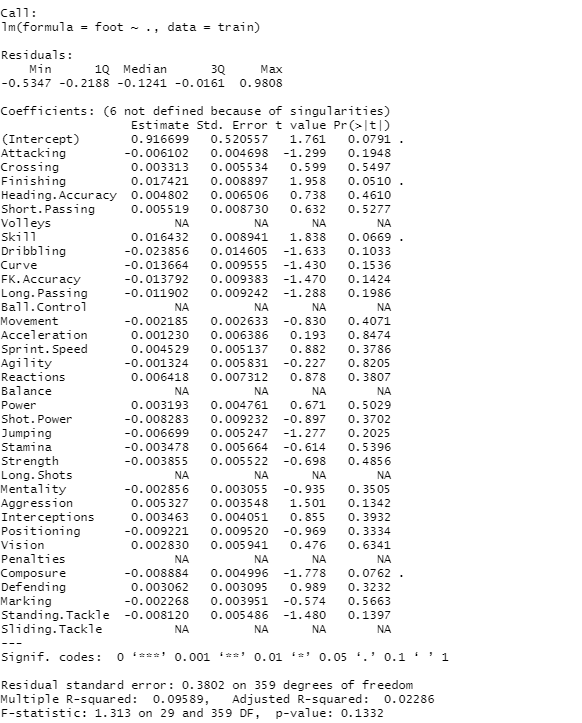 Call:
lm(formula = foot ~ ., data = train)
Residuals:
Min 1Q Median 3Q Max
-0.5347 -0.2188 -0.1241 -0.0161 0.9808
Coefficients: (6 not defined because of singularities)
Estimate Std. Error t value Pr(>|t|)
(Intercept) 0.916699 0.520557 1.761 0.0791 .
Attacking -0.006102 0.004698 -1.299 0.1948
Crossing 0.003313 0.005534 0.599 0.5497
Finishing 0.017421 0.008897 1.958 0.0510 .
Heading.Accuracy 0.004802 0.006506 0.738 0.4610
Short.Passing 0.005519 0.008730 0.632 0.5277
Volleys NA NA NA NA
Skill 0.016432 0.008941 1.838 0.0669 .
Dribbling -0.023856 0.014605 -1.633 0.1033
Curve -0.013664 0.009555 -1.430 0.1536
FK.Accuracy -0.013792 0.009383 -1.470 0.1424
Long.Passing -0.011902 0.009242 -1.288 0.1986
Ball.Control NA NA NA NA
Movement -0.002185 0.002633 -0.830 0.4071
Acceleration 0.001230 0.006386 0.193 0.8474
Sprint.Speed 0.004529 0.005137 0.882 0.3786
Agility -0.001324 0.005831 -0.227 0.8205
Reactions 0.006418 0.007312 0.878 0.3807
Balance NA NA NA NA
Power 0.003193 0.004761 0.671 0.5029
Shot.Power -0.008283 0.009232 -0.897 0.3702
Jumping -0.006699 0.005247 -1.277 0.2025
Stamina -0.003478 0.005664 -0.614 0.5396
Strength -0.003855 0.005522 -0.698 0.4856
Long.Shots NA NA NA NA
Mentality -0.002856 0.003055 -0.935 0.3505
Aggression 0.005327 0.003548 1.501 0.1342
Interceptions 0.003463 0.004051 0.855 0.3932
Positioning -0.009221 0.009520 -0.969 0.3334
Vision 0.002830 0.005941 0.476 0.6341
Penalties NA NA NA NA
Composure -0.008884 0.004996 -1.778 0.0762 .
Defending 0.003062 0.003095 0.989 0.3232
Marking -0.002268 0.003951 -0.574 0.5663
Standing.Tackle -0.008120 0.005486 -1.480 0.1397
Sliding.Tackle NA NA NA NA
---
Signif. codes: 0 ‘***’ 0.001 ‘**’ 0.01 ‘*’ 0.05 ‘.’ 0.1 ‘ ’ 1
Residual standard error: 0.3802 on 359 degrees of freedom
Multiple R-squared: 0.09589, Adjusted R-squared: 0.02286
F-statistic: 1.313 on 29 and 359 DF, p-value: 0.1332